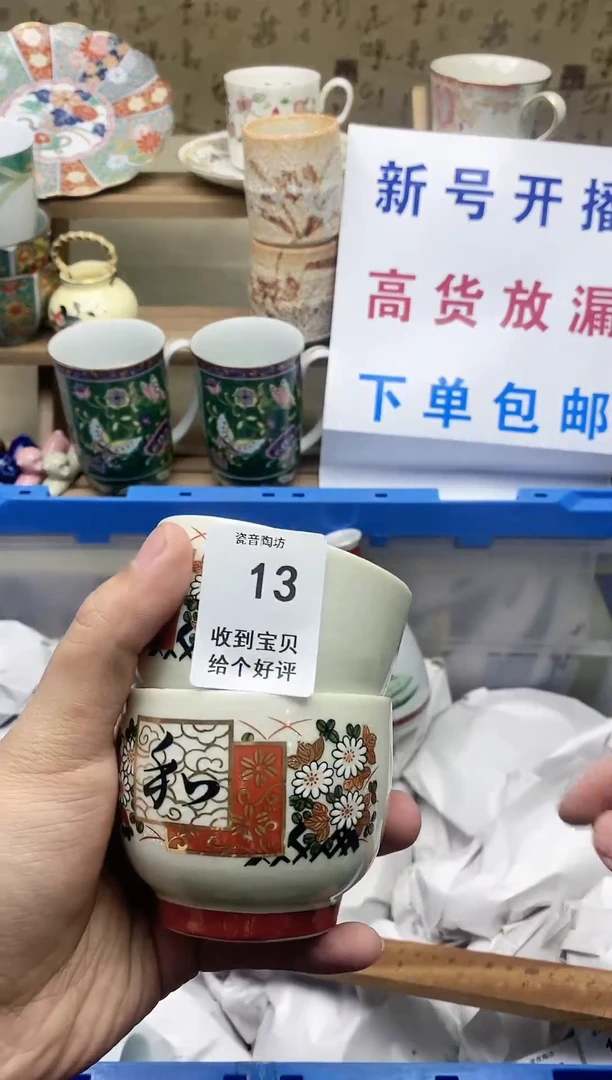 新号开播
高货放漏
下单包邮
瓷音陶坊
13
收到宝贝
给个好评
和